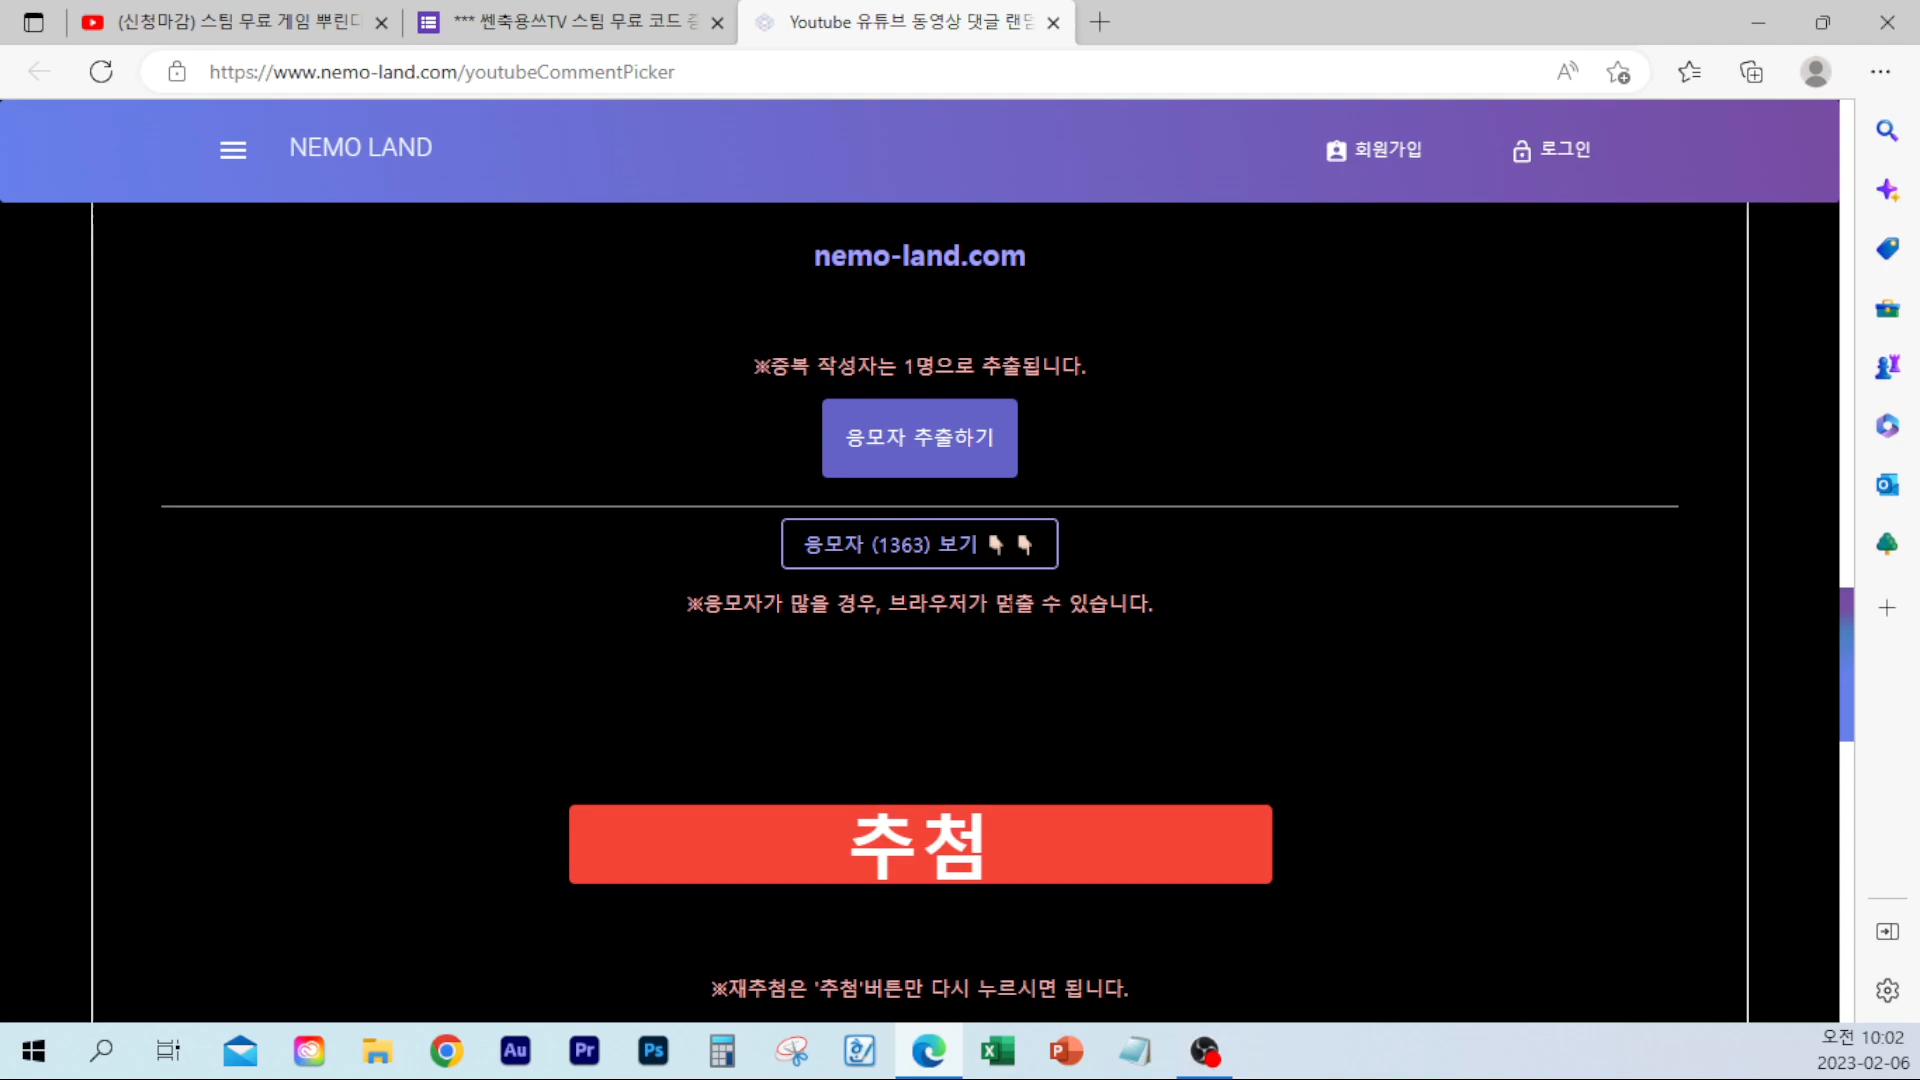 (신청마감) 스팀 무료 게임 뿌린
*** 쎈축용쓰TV 스팀 무료 코드
Youtube 유튜브 동영상 댓글 랜덤
https://www.nemo-land.com/youtubeCommentPicker
NEMO LAND
회원가입
로그인
nemo-land.com
※중복 작성자는 1명으로 추출됩니다.
응모자 추출하기
응모자 (1363) 보기 👇🏻 👇🏻
※응모자가 많을 경우, 브라우저가 멈출 수 있습니다.
추첨
※재추첨은 '추첨'버튼만 다시 누르시면 됩니다.
Au
Pr
Ps
오전 10:02
2023-02-06